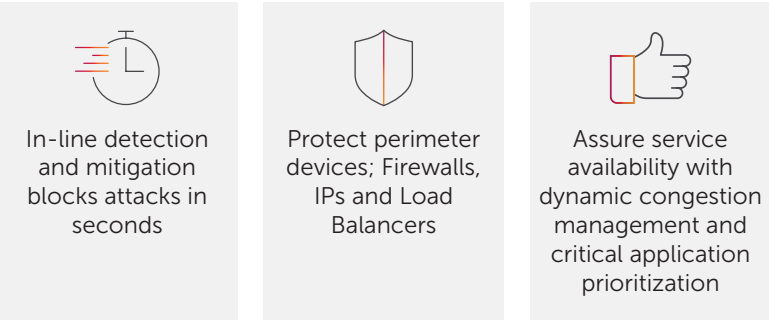 In-line detection
and mitigation
blocks attacks in
seconds
Protect perimeter
devices; Firewalls,
IPs and Load
Balancers
Assure service
availability with
dynamic congestion
management and
critical application
prioritization